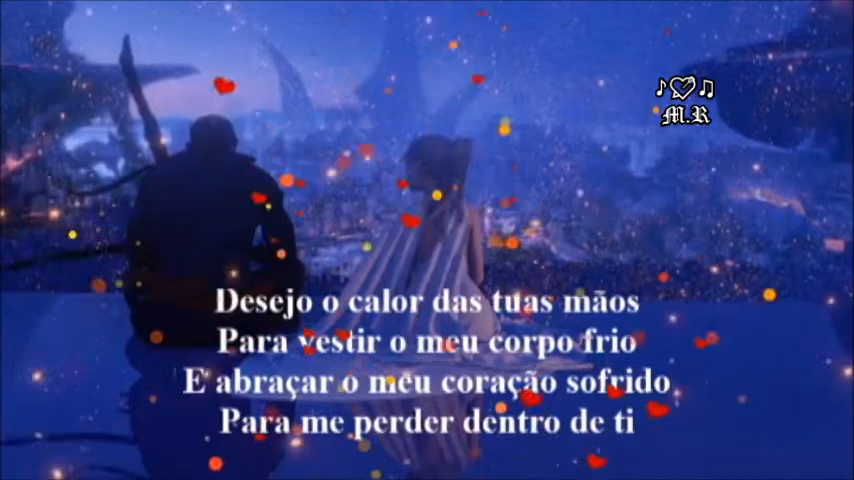 M.R
Desejo o calor das tuas mãos
Para vestir o meu corpo frio
E abraçar o meu coração sofrido
Para me perder dentro de ti